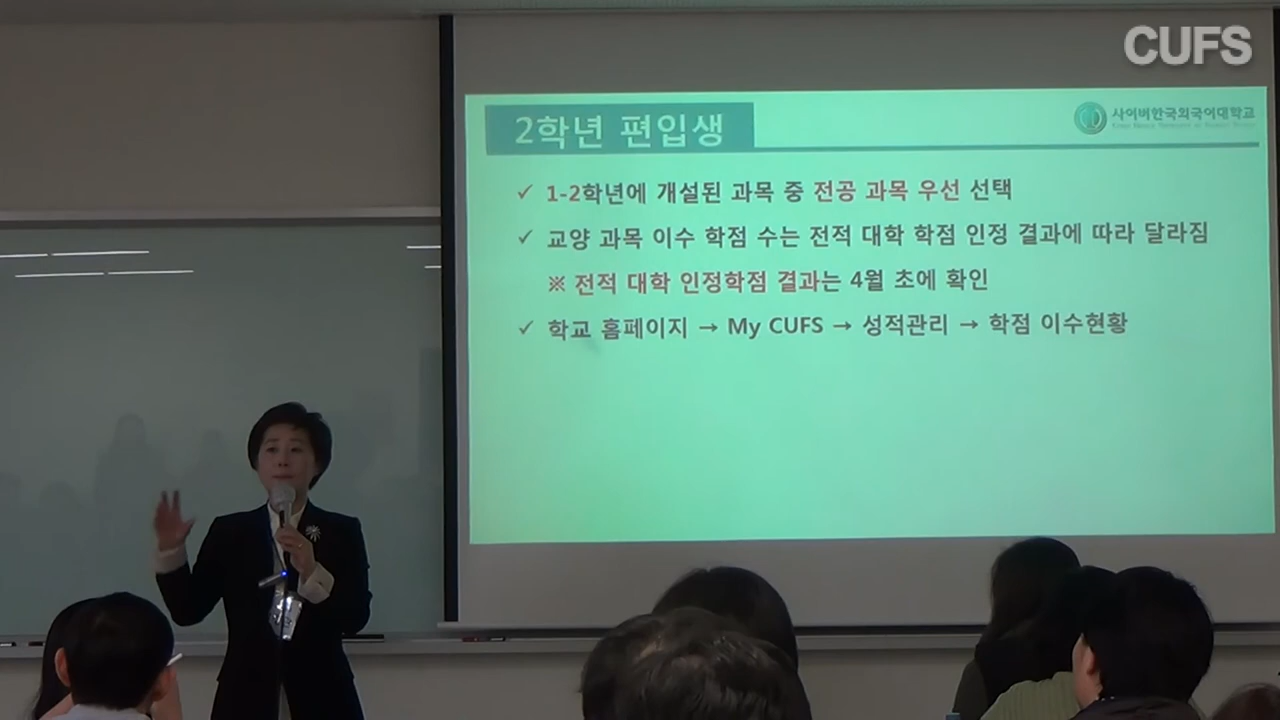 CUFS
2학년 편입생
사이버한국외국어대학교
✓ 1-2학년에 개설된 과목 중 전공 과목 우선 선택
✓ 교양 과목 이수 학점 수는 전적 대학 학점 인정 결과에 따라 달라짐
※ 전적 대학 인정학점 결과는 4월 초에 확인
✓ 학교 홈페이지 → My CUFS → 성적관리 → 학점 이수현황